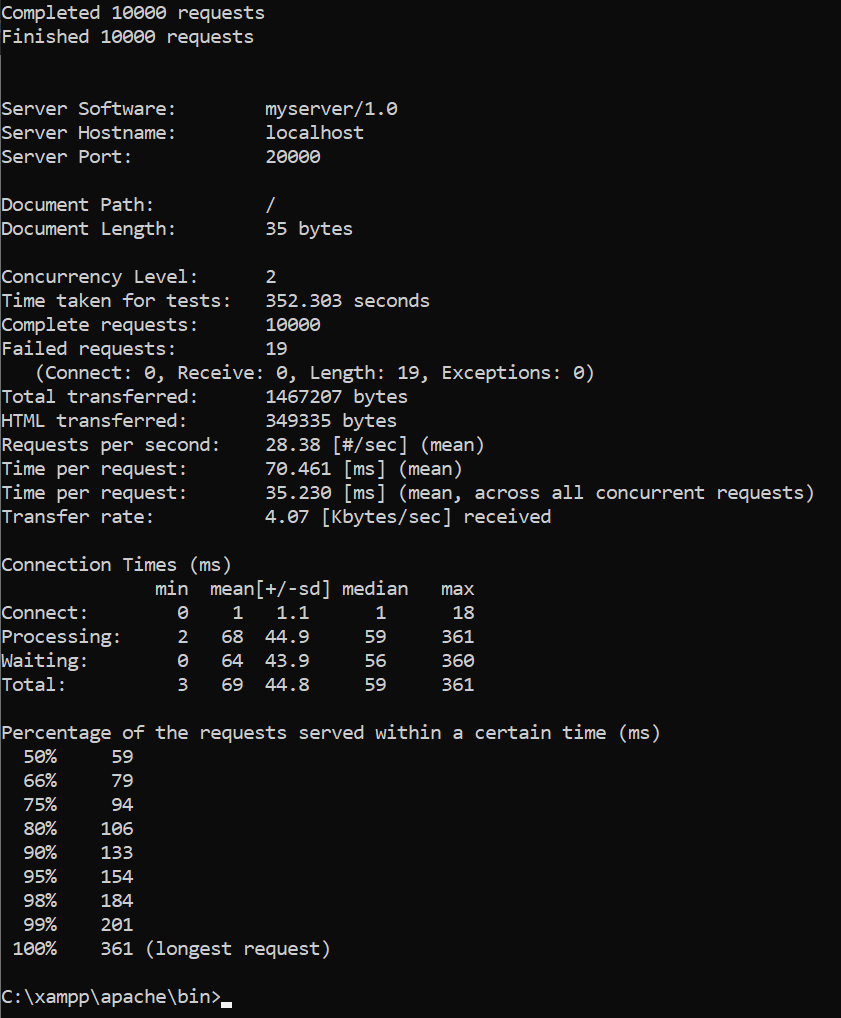 Completed 10000 requests
Finished 10000 requests
Server Software:        myserver/1.0
Server Hostname:        localhost
Server Port:            20000
Document Path:          /
Document Length:        35 bytes
Concurrency Level:      2
Time taken for tests:   352.303 seconds
Complete requests:      10000
Failed requests:        19
   (Connect: 0, Receive: 0, Length: 19, Exceptions: 0)
Total transferred:      1467207 bytes
HTML transferred:       349335 bytes
Requests per second:    28.38 [#/sec] (mean)
Time per request:       70.461 [ms] (mean)
Time per request:       35.230 [ms] (mean, across all concurrent requests)
Transfer rate:          4.07 [Kbytes/sec] received
Connection Times (ms)
              min  mean[+/-sd] median   max
Connect:        0    1   1.1      1      18
Processing:     2   68  44.9     59     361
Waiting:        0   64  43.9     56     360
Total:          3   69  44.8     59     361
Percentage of the requests served within a certain time (ms)
  50%     59
  66%     79
  75%     94
  80%    106
  90%    133
  95%    154
  98%    184
  99%    201
 100%    361 (longest request)
C:\xampp\apache\bin>